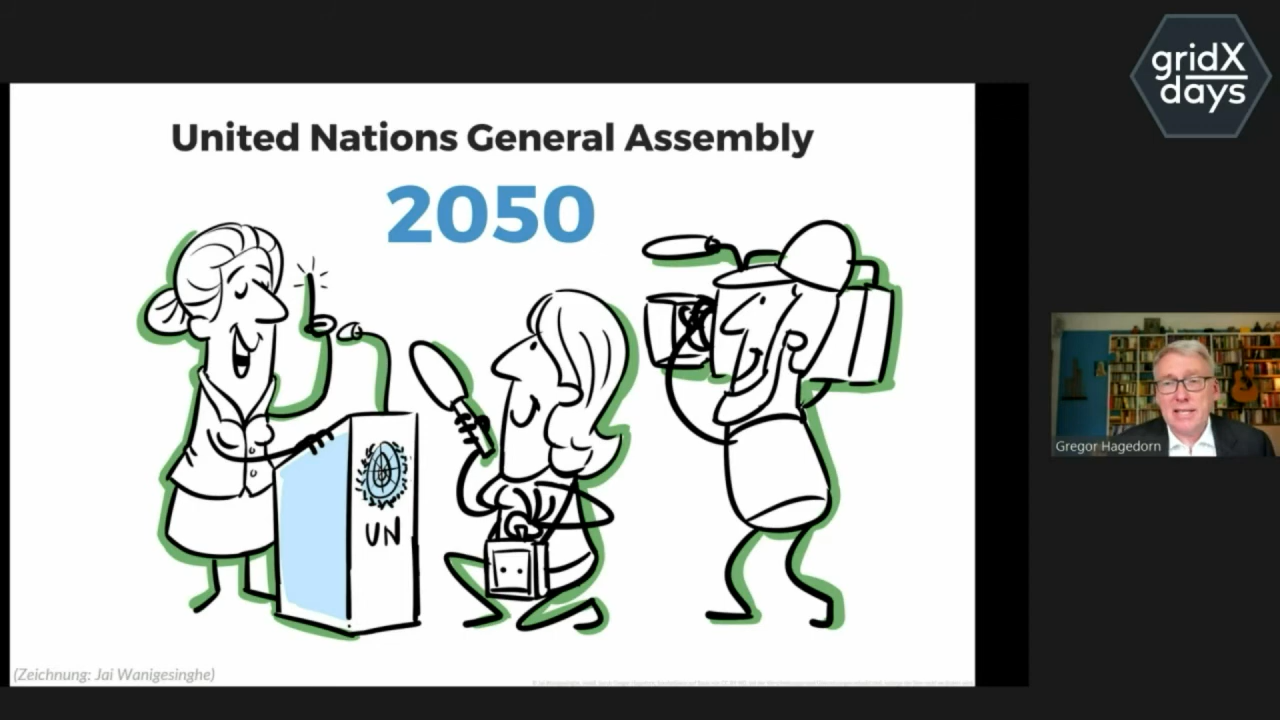 gridX
days
United Nations General Assembly
2050
UN
Gregor Hagedorn
(Zeichnung: Jai Wanigesinghe)